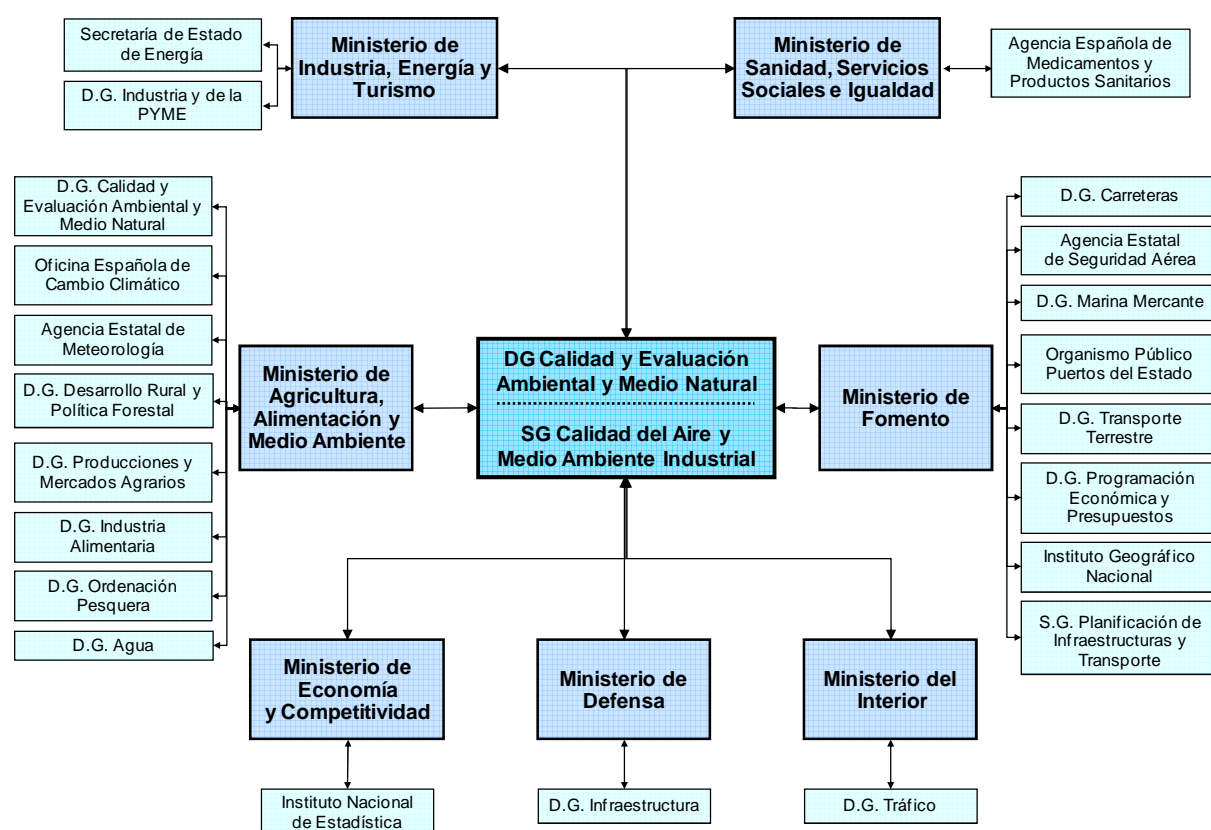 Secretaría de Estado
de Energía
D.G. Industria y de la
PYME
Ministerio de
Industria, Energía y
Turismo
Ministerio de
Sanidad, Servicios
Sociales e Igualdad
Agencia Española de
Medicamentos y
Productos Sanitarios
D.G. Calidad y
Evaluación Ambiental y
Medio Natural
Oficina Española de
Cambio Climático
Agencia Estatal de
Meteorología
D.G. Desarrollo Rural y
Política Forestal
D.G. Producciones y
Mercados Agrarios
D.G. Industria
Alimentaria
D.G. Ordenación
Pesquera
D.G. Agua
Ministerio de
Agricultura,
Alimentación y
Medio Ambiente
DG Calidad y Evaluación
Ambiental y Medio Natural
SG Calidad del Aire y
Medio Ambiente Industrial
Ministerio de
Fomento
D.G. Carreteras
Agencia Estatal
de Seguridad Aérea
D.G. Marina Mercante
Organismo Público
Puertos del Estado
D.G. Transporte
Terrestre
D.G. Programación
Económica y
Presupuestos
Instituto Geográfico
Nacional
S.G. Planificación de
Infraestructuras y
Transporte
Ministerio de
Economía
y Competitividad
Ministerio de
Defensa
Ministerio del
Interior
Instituto Nacional
de Estadística
D.G. Infraestructura
D.G. Tráfico